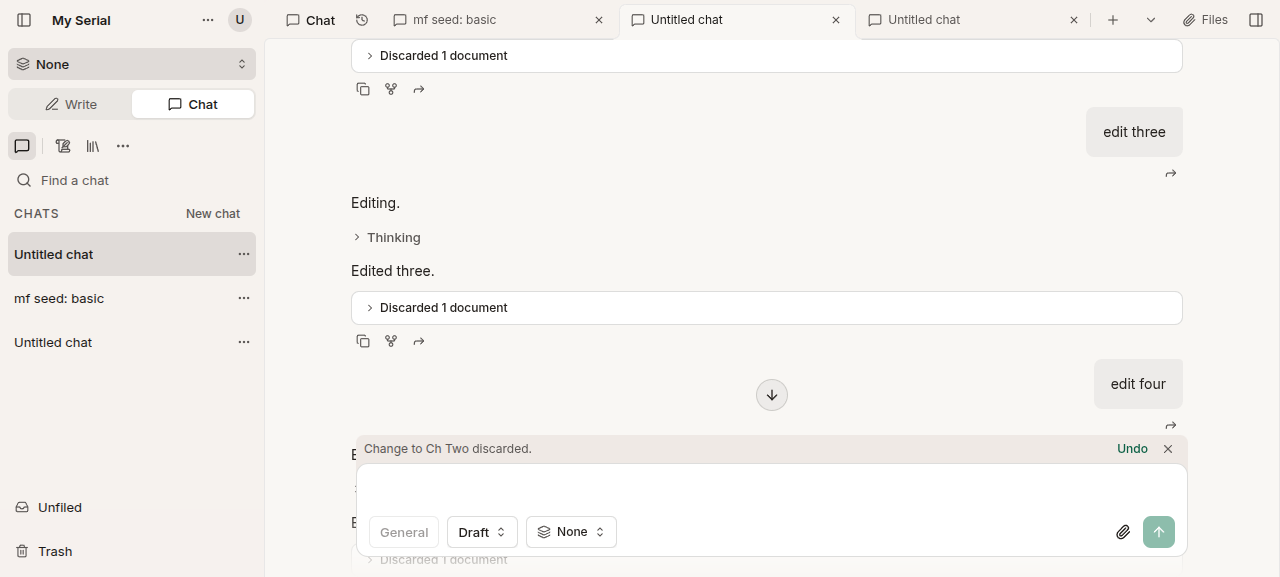 My Serial
U
Chat
mf seed: basic
Untitled chat
Untitled chat
Files
None
Write
Chat
Find a chat
CHATS
New chat
Untitled chat
mf seed: basic
Untitled chat
Unfiled
Trash
Discarded 1 document
edit three
Editing.
Thinking
Edited three.
Discarded 1 document
edit four
Change to Ch Two discarded.
Undo
General
Draft
None
Discarded 1 document